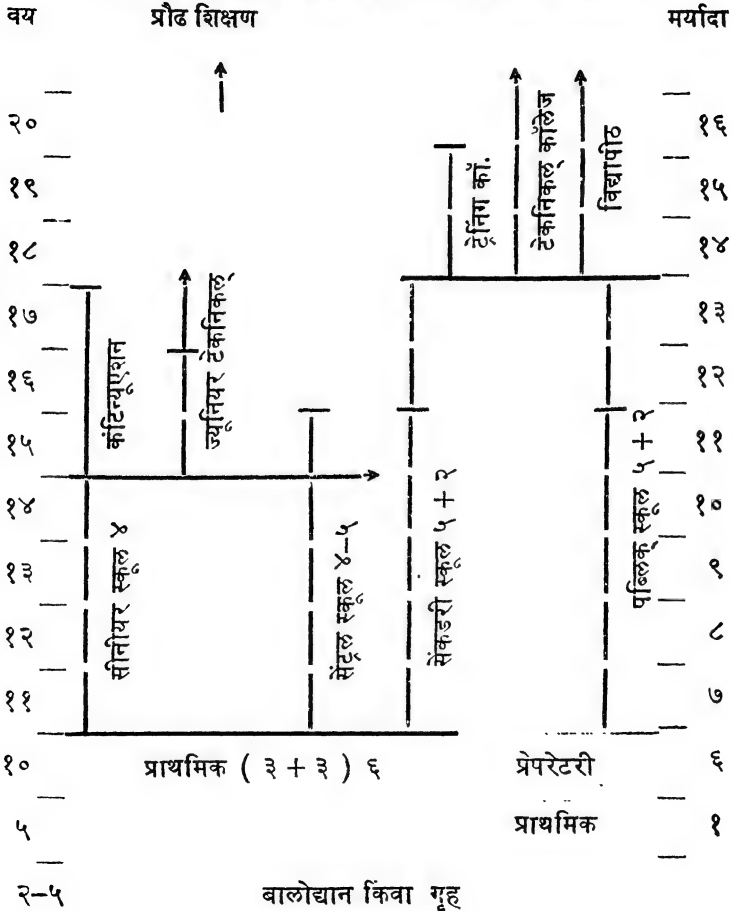 वय प्रौढ शिक्षण मर्यादा
२० १६
१९ १५
१८ १४
१७ १३
१६ १२
१५ ११
१४ १०
१३ ९
१२ ८
११ ७
ट्रेनिंग कॉ.
टेकनिकल् कॉलेज
विद्यापीठ
कंटिन्यूएशन
ज्यूनियर टेकनिकल्
सीनीयर स्कूल ४
सेंट्रल स्कूल ४–५
सेकंडरी स्कूल ५ + २
पब्लिक् स्कूल ५ + २
१० प्राथमिक ( ३ + ३ ) ६ प्रेपरेटरी ६
५ प्राथमिक १
२–५ बालोद्यान किंवा गृह